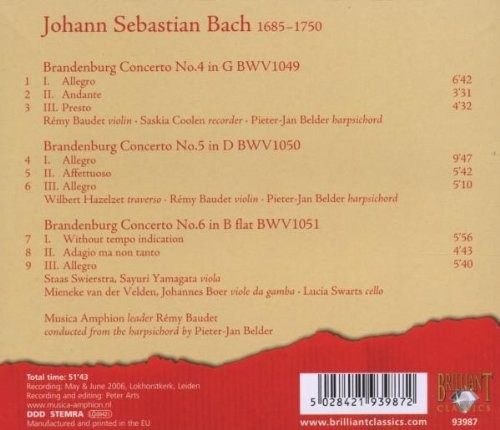 Johann Sebastian Bach 1685–1750
Brandenburg Concerto No.4 in G BWV1049
1 I. Allegro 6'42
2 II. Andante 3'31
3 III. Presto 4'32
Rémy Baudet violin · Saskia Coolen recorder · Pieter-Jan Belder harpsichord
Brandenburg Concerto No.5 in D BWV1050
4 I. Allegro 9'47
5 II. Affettuoso 5'42
6 III. Allegro 5'10
Wilbert Hazelzet traverso · Rémy Baudet violin · Pieter-Jan Belder harpsichord
Brandenburg Concerto No.6 in B flat BWV1051
7 I. Without tempo indication 5'56
8 II. Adagio ma non tanto 4'43
9 III. Allegro 5'40
Staas Swierstra, Sayuri Yamagata viola
Mieneke van der Velden, Johannes Boer viole da gamba · Lucia Swarts cello
Musica Amphion leader Rémy Baudet
conducted from the harpsichord by Pieter-Jan Belder
Total time: 51'43
Recording: May & June 2006, Lokhorstkerk, Leiden
Recording and editing: Peter Arts
www.musica-amphion.nl
DDD STEMRA
Manufactured and printed in the EU
5 028421 939872
www.brilliantclassics.com
BRILLIANT
CLASSICS
93987